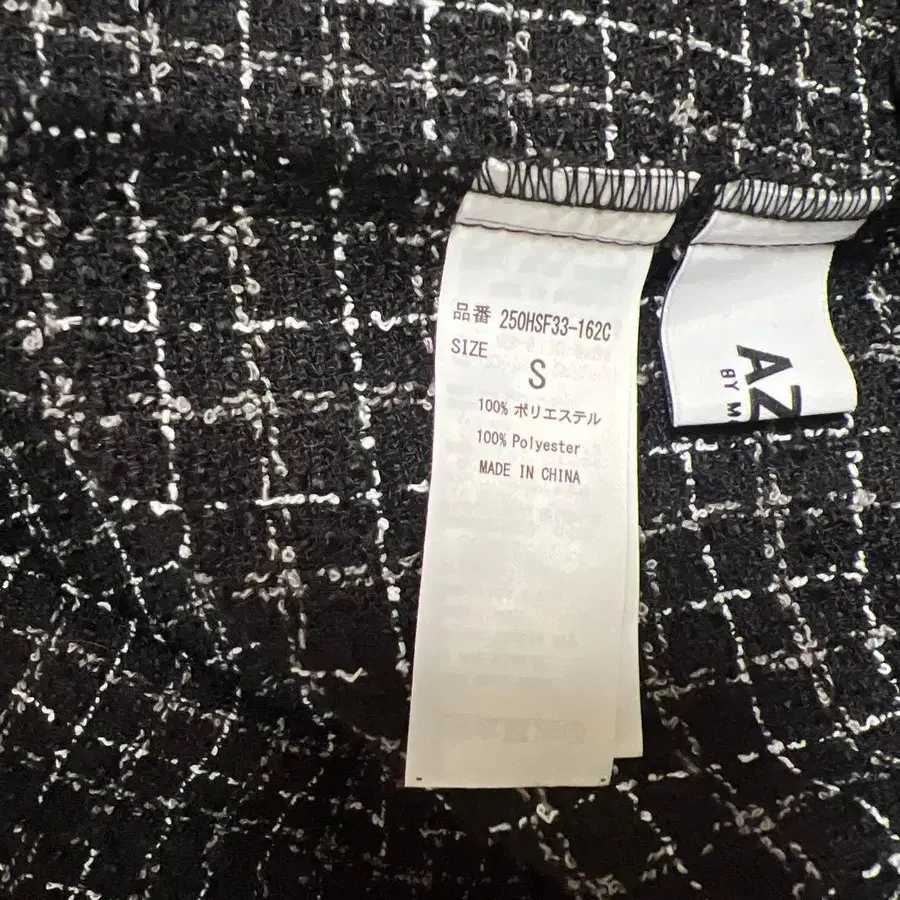 品番 250HSF33-162C
SIZE
S
100% ポリエステル
100% Polyester
MADE IN CHINA
AZ
BY M